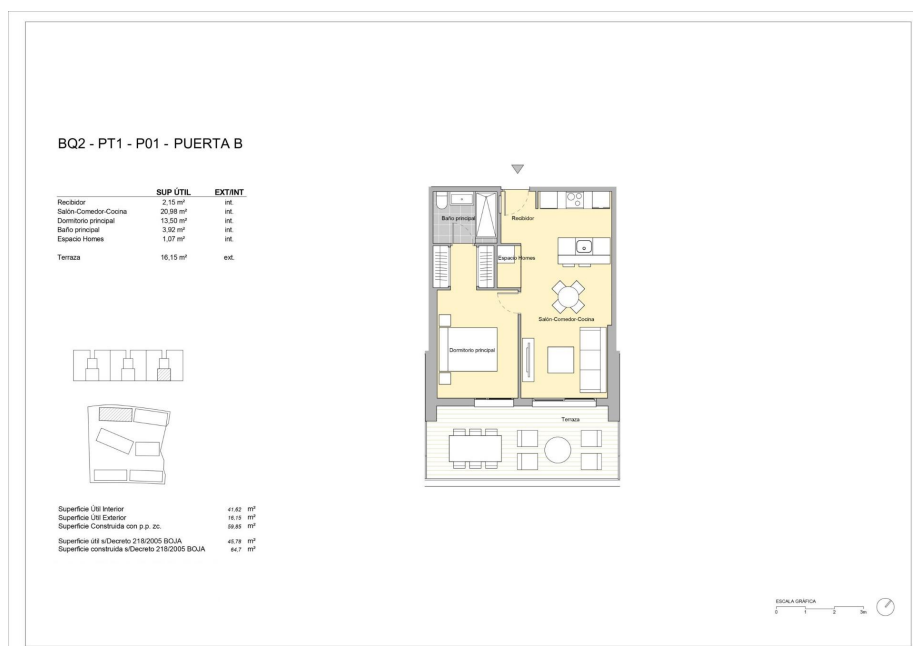 BQ2 - PT1 - P01 - PUERTA B
SUP ÚTIL EXT/INT
Recibidor 2,15 m² int.
Salón-Comedor-Cocina 20,98 m² int.
Dormitorio principal 13,50 m² int.
Baño principal 3,92 m² int.
Espacio Homes 1,07 m² int.
Terraza 16,15 m² ext.
Baño principal
Recibidor
Espacio Homes
Salón-Comedor-Cocina
Dormitorio principal
Terraza
Superficie Útil Interior 41,62 m²
Superficie Útil Exterior 16,15 m²
Superficie Construida con p.p. zc. 59,85 m²
Superficie útil s/Decreto 218/2005 BOJA 45,78 m²
Superficie construida s/Decreto 218/2005 BOJA 64,7 m²
ESCALA GRÁFICA
0 1 2 3m